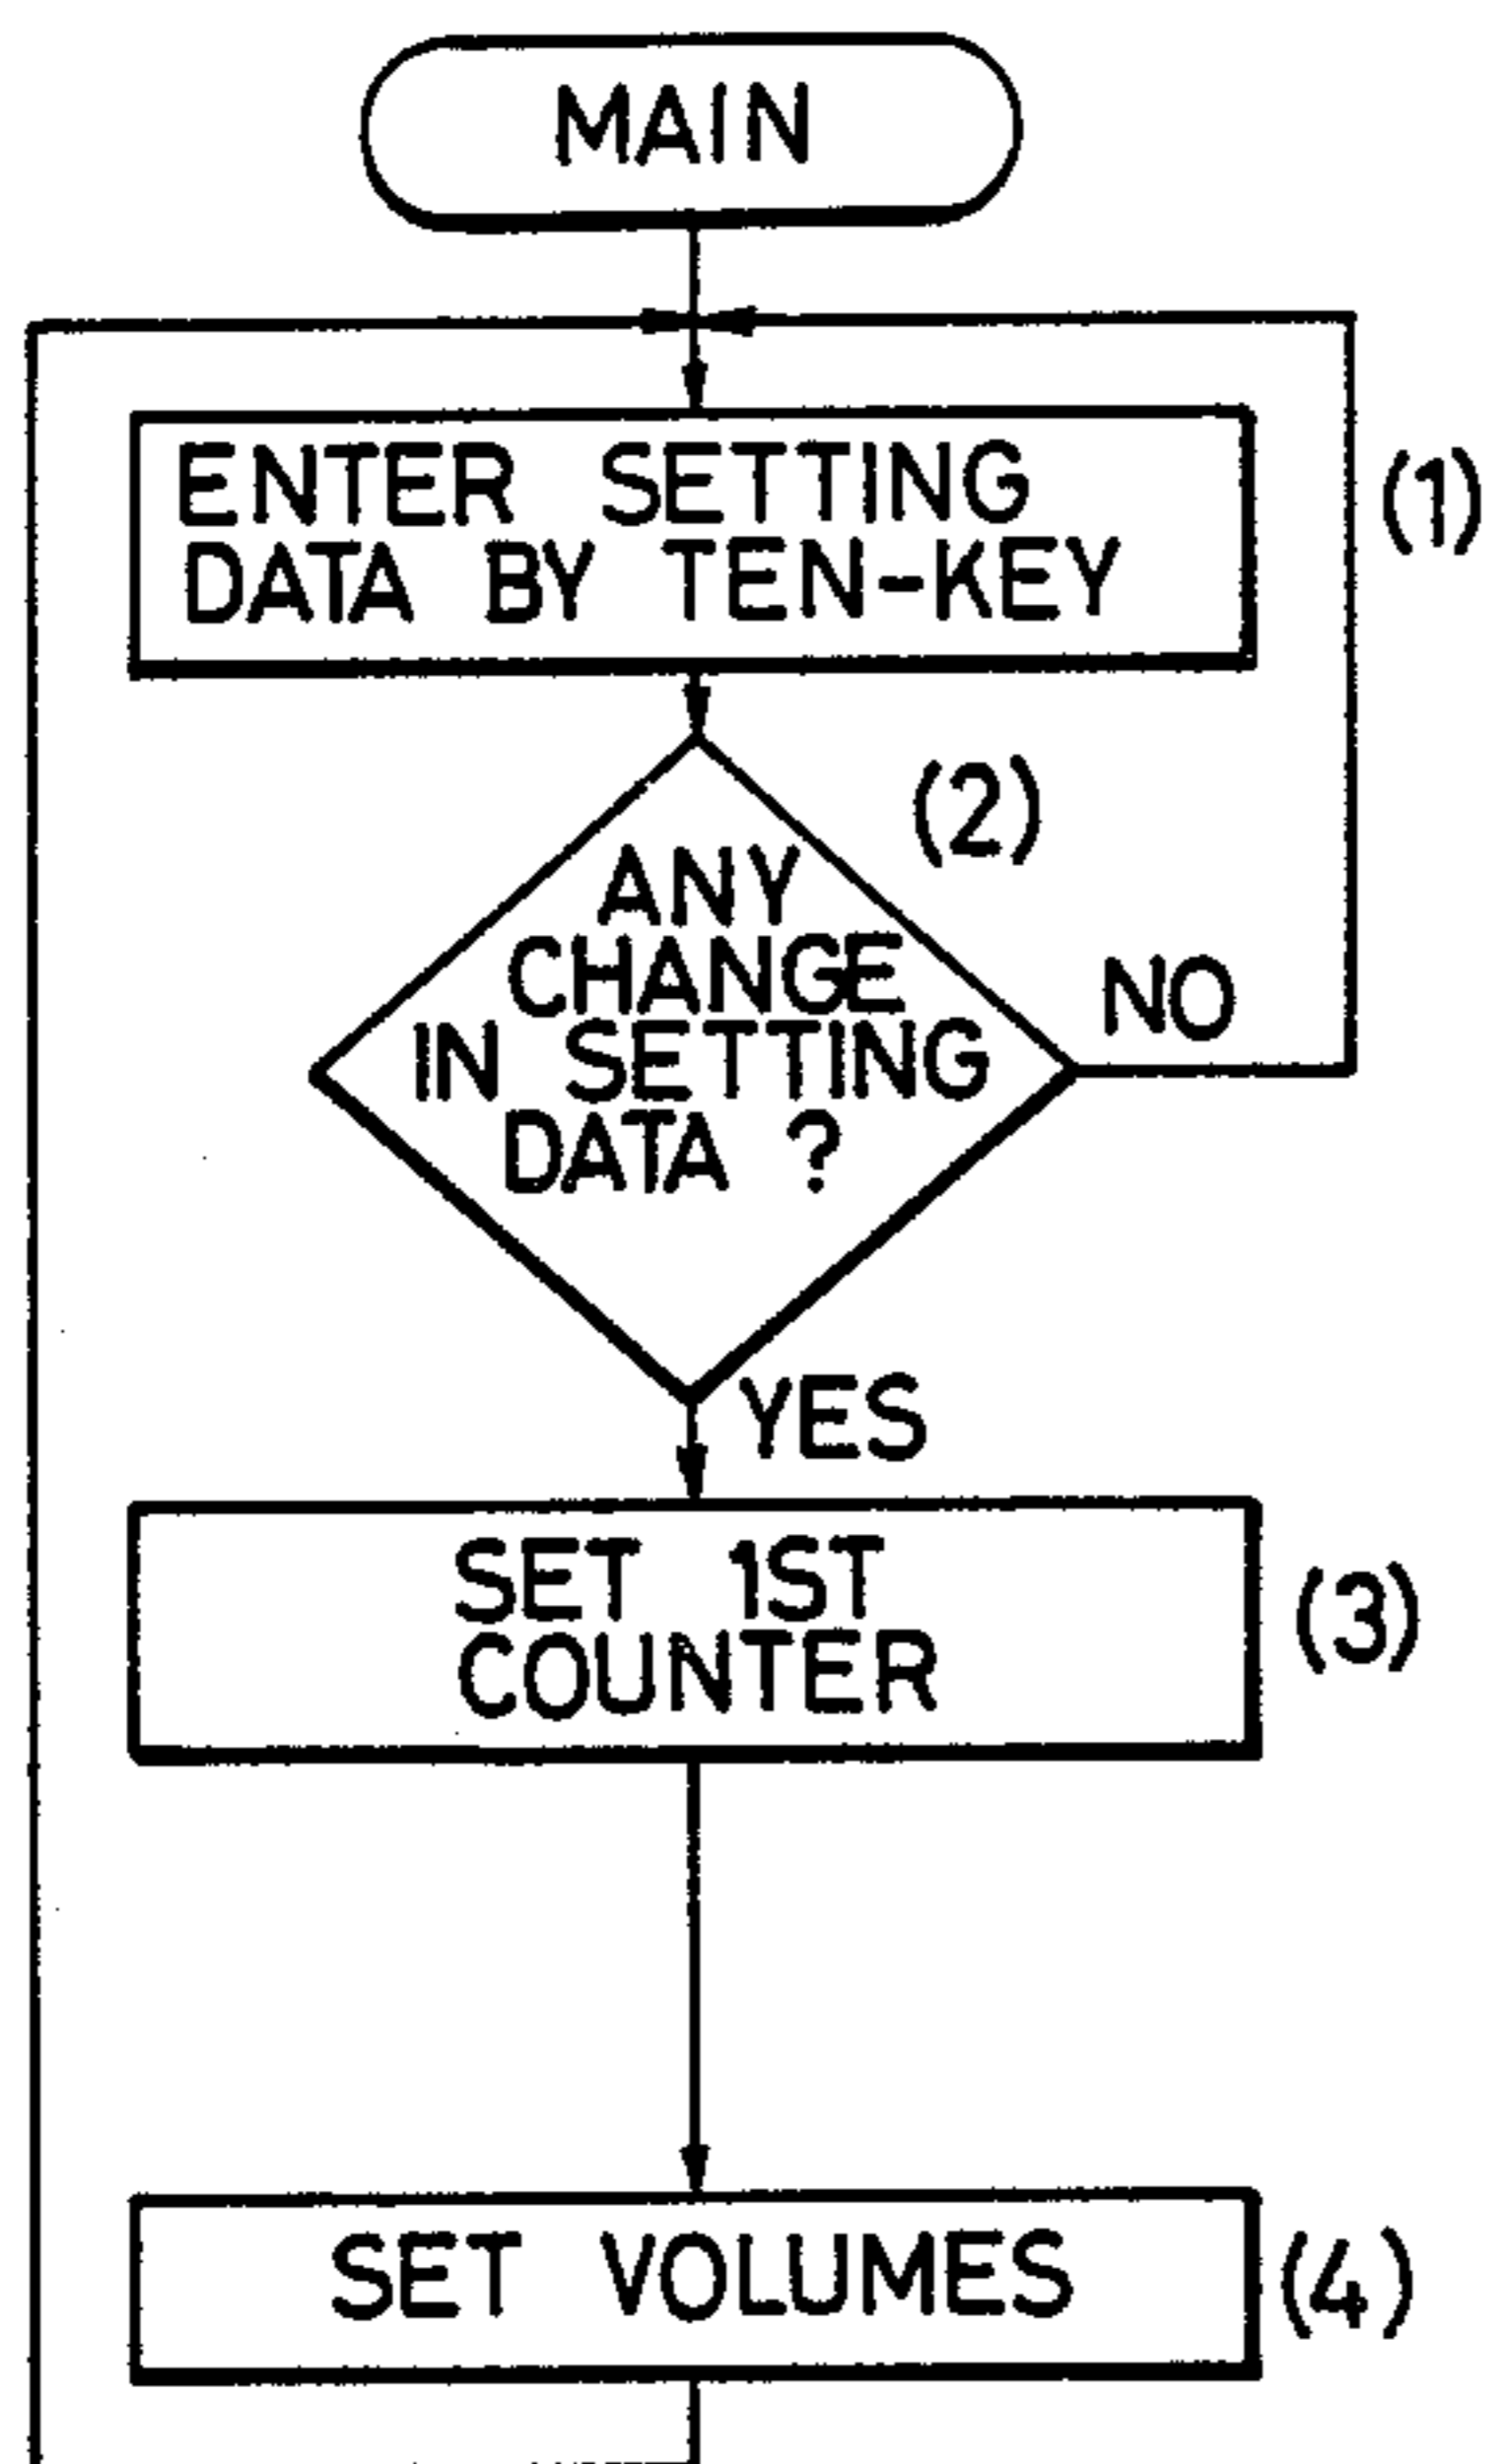 MAIN
ENTER SETTING
DATA BY TEN-KEY
(1)
(2)
ANY
CHANGE
IN SETTING
DATA ?
NO
YES
SET 1ST
COUNTER
(3)
SET VOLUMES
(4)